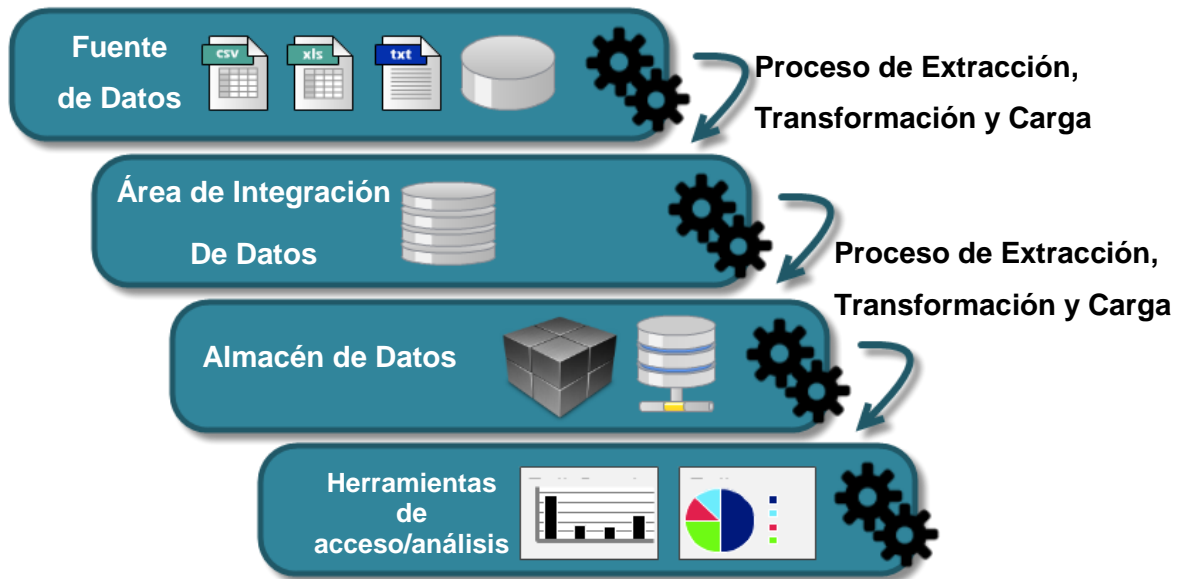 Fuente
de Datos
csv
xls
txt
Proceso de Extracción,
Transformación y Carga
Área de Integración
De Datos
Proceso de Extracción,
Transformación y Carga
Almacén de Datos
Herramientas
de
acceso/análisis